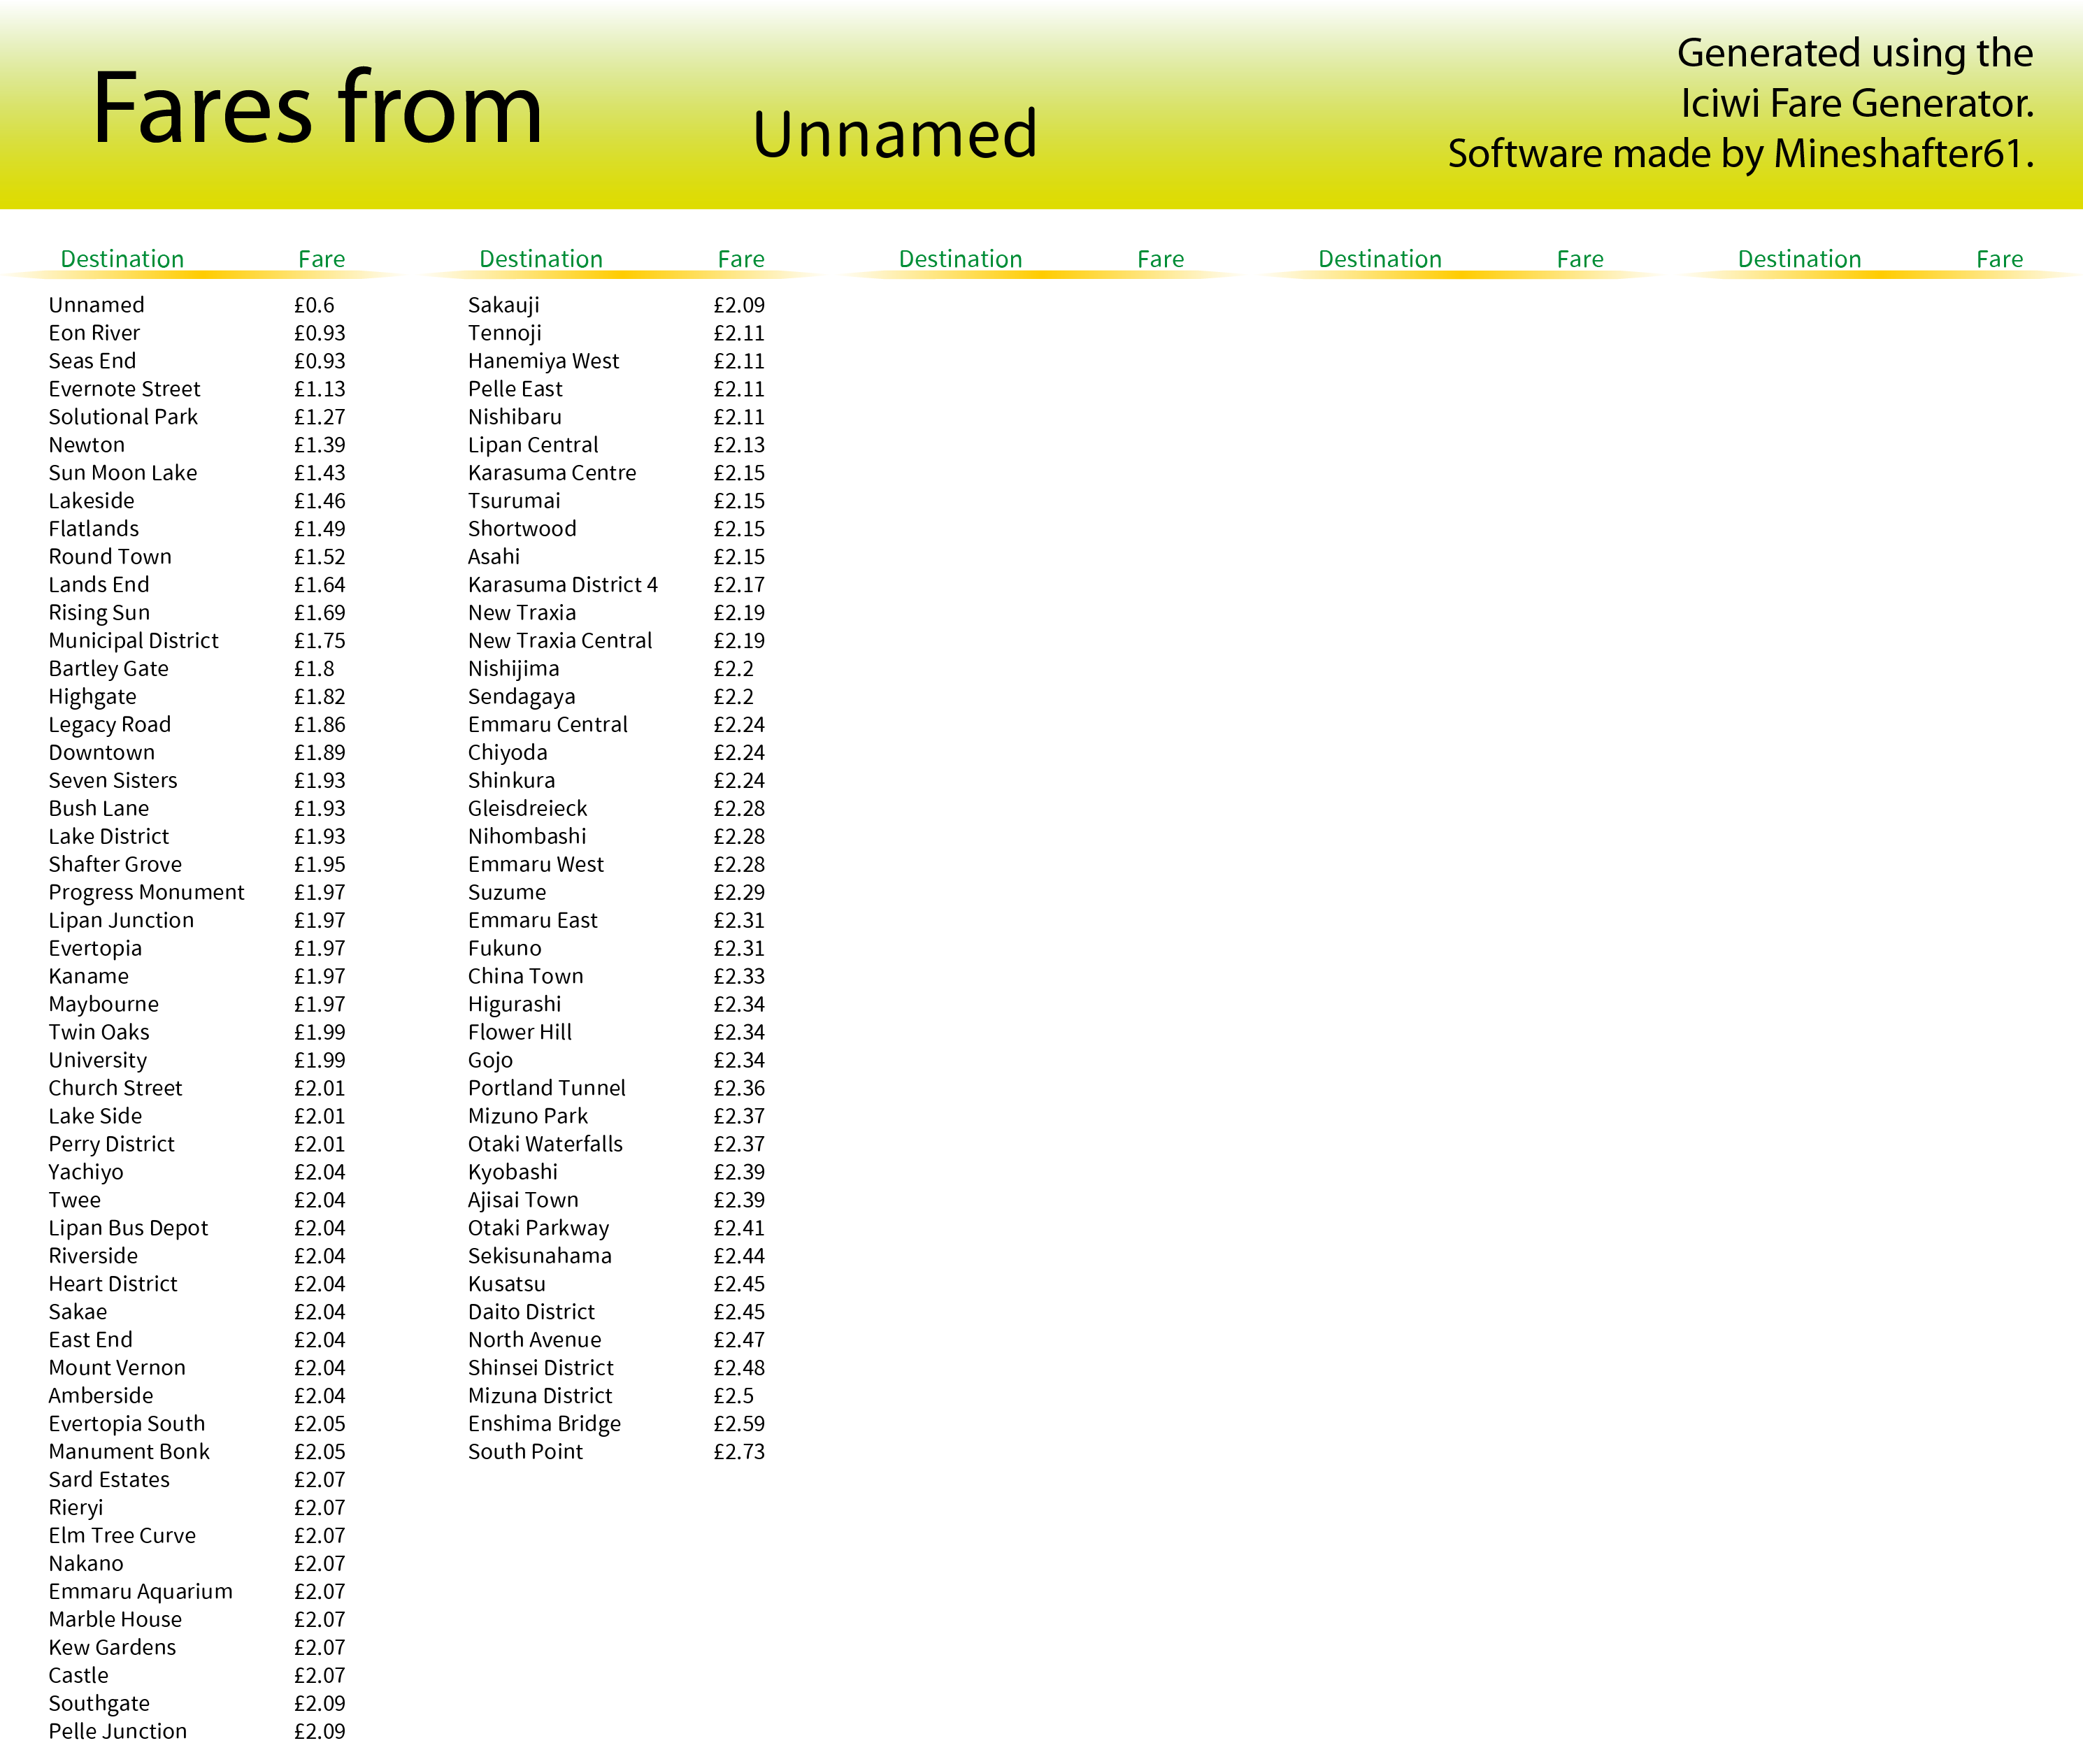 Fares from
Unnamed
Generated using the
Iciwi Fare Generator.
Software made by Mineshafter61.
Destination Fare Destination Fare Destination Fare Destination Fare Destination Fare
Unnamed £0.6
Eon River £0.93
Seas End £0.93
Evernote Street £1.13
Solutional Park £1.27
Newton £1.39
Sun Moon Lake £1.43
Lakeside £1.46
Flatlands £1.49
Round Town £1.52
Lands End £1.64
Rising Sun £1.69
Municipal District £1.75
Bartley Gate £1.8
Highgate £1.82
Legacy Road £1.86
Downtown £1.89
Seven Sisters £1.93
Bush Lane £1.93
Lake District £1.93
Shafter Grove £1.95
Progress Monument £1.97
Lipan Junction £1.97
Evertopia £1.97
Kaname £1.97
Maybourne £1.97
Twin Oaks £1.99
University £1.99
Church Street £2.01
Lake Side £2.01
Perry District £2.01
Yachiyo £2.04
Twee £2.04
Lipan Bus Depot £2.04
Riverside £2.04
Heart District £2.04
Sakae £2.04
East End £2.04
Mount Vernon £2.04
Amberside £2.04
Evertopia South £2.05
Manument Bonk £2.05
Sard Estates £2.07
Rieryi £2.07
Elm Tree Curve £2.07
Nakano £2.07
Emmaru Aquarium £2.07
Marble House £2.07
Kew Gardens £2.07
Castle £2.07
Southgate £2.09
Pelle Junction £2.09
Sakauji £2.09
Tennoji £2.11
Hanemiya West £2.11
Pelle East £2.11
Nishibaru £2.11
Lipan Central £2.13
Karasuma Centre £2.15
Tsurumai £2.15
Shortwood £2.15
Asahi £2.15
Karasuma District 4 £2.17
New Traxia £2.19
New Traxia Central £2.19
Nishijima £2.2
Sendagaya £2.2
Emmaru Central £2.24
Chiyoda £2.24
Shinkura £2.24
Gleisdreieck £2.28
Nihombashi £2.28
Emmaru West £2.28
Suzume £2.29
Emmaru East £2.31
Fukuno £2.31
China Town £2.33
Higurashi £2.34
Flower Hill £2.34
Gojo £2.34
Portland Tunnel £2.36
Mizuno Park £2.37
Otaki Waterfalls £2.37
Kyobashi £2.39
Ajisai Town £2.39
Otaki Parkway £2.41
Sekisunahama £2.44
Kusatsu £2.45
Daito District £2.45
North Avenue £2.47
Shinsei District £2.48
Mizuna District £2.5
Enshima Bridge £2.59
South Point £2.73